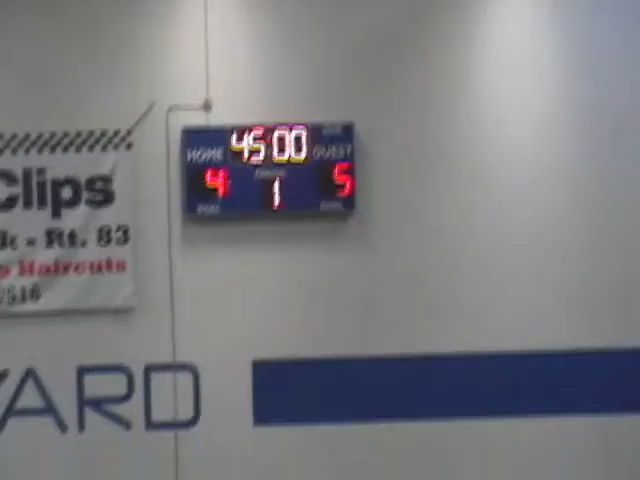 45:00
HOME GUEST
4 1 5
Clips
- Rt. 83
Haircuts
ARD